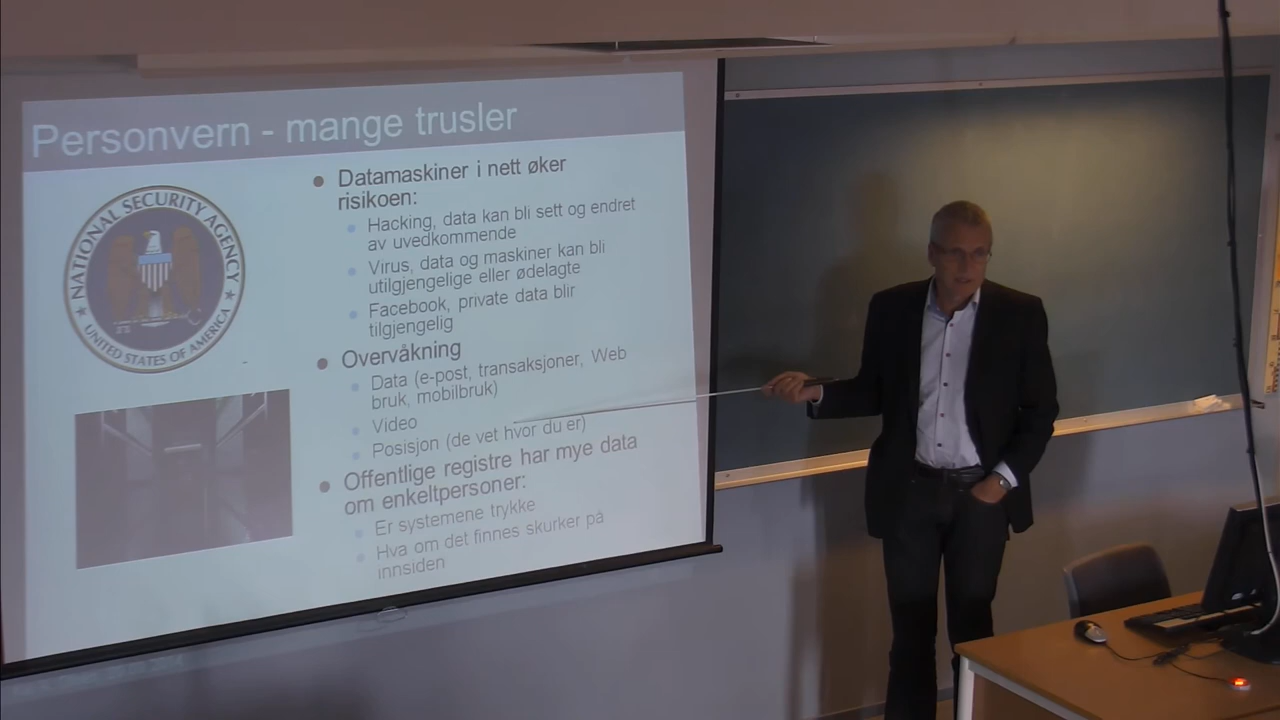 Personvern - mange trusler
NATIONAL SECURITY AGENCY
UNITED STATES OF AMERICA
Datamaskiner i nett øker
risikoen:
Hacking, data kan bli sett og endret
av uvedkommende
Virus, data og maskiner kan bli
utilgjengelige eller ødelagte
Facebook, private data blir
tilgjengelig
Overvåkning
Data (e-post, transaksjoner, Web
bruk, mobilbruk)
Video
Posisjon (de vet hvor du er)
Offentlige registre har mye data
om enkeltpersoner:
Er systemene trykke
Hva om det finnes skurker på
innsiden